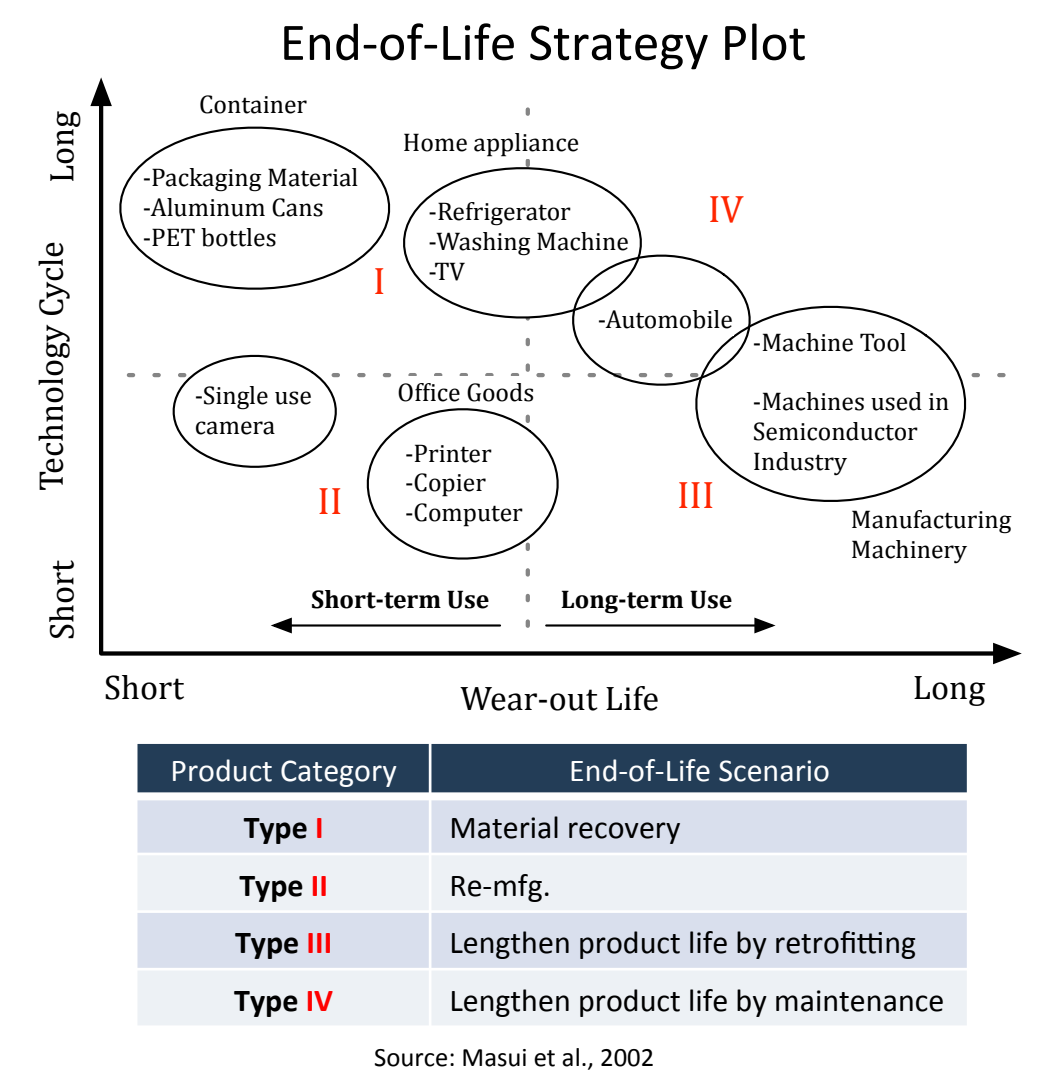 End-of-Life Strategy Plot
Container
Long
Home appliance
-Packaging Material
-Aluminum Cans
-PET bottles
-Refrigerator
-Washing Machine
-TV
IV
I
Technology Cycle
-Automobile
-Machine Tool
-Single use
camera
Office Goods
-Machines used in
Semiconductor
Industry
-Printer
-Copier
-Computer
II
III
Manufacturing
Machinery
Short
Short-term Use
Long-term Use
Short
Wear-out Life
Long
Product Category End-of-Life Scenario
Type I Material recovery
Type II Re-mfg.
Type III Lengthen product life by retrofitting
Type IV Lengthen product life by maintenance
Source: Masui et al., 2002